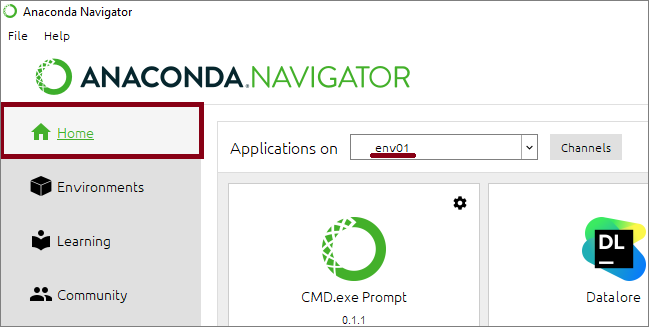 Anaconda Navigator
File Help
ANACONDA.NAVIGATOR
Home
Applications on env01 Channels
Environments
Learning
Community
DL
CMD.exe Prompt Datalore
0.1.1